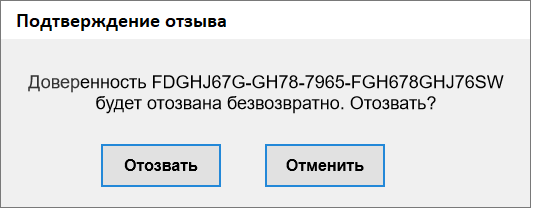 Подтверждение отзыва
Доверенность FDGHJ67G-GH78-7965-FGH678GHJ76SW
будет отозвана безвозвратно. Отозвать?
Отозвать
Отменить